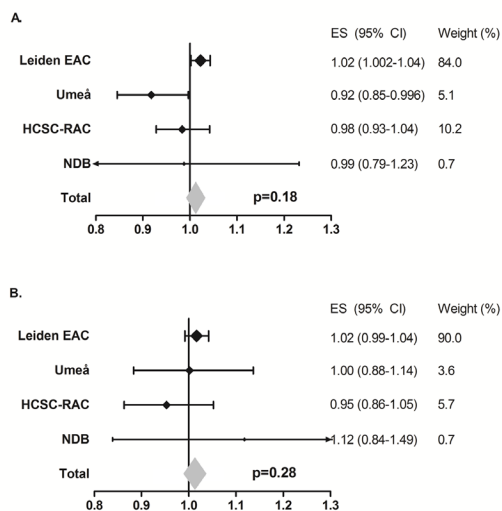 A.
ES (95% CI) Weight (%)
Leiden EAC 1.02 (1.002-1.04) 84.0
Umeå 0.92 (0.85-0.996) 5.1
HCSC-RAC 0.98 (0.93-1.04) 10.2
NDB 0.99 (0.79-1.23) 0.7
Total p=0.18
0.8 0.9 1.0 1.1 1.2 1.3
B.
ES (95% CI) Weight (%)
Leiden EAC 1.02 (0.99-1.04) 90.0
Umeå 1.00 (0.88-1.14) 3.6
HCSC-RAC 0.95 (0.86-1.05) 5.7
NDB 1.12 (0.84-1.49) 0.7
Total p=0.28
0.8 0.9 1.0 1.1 1.2 1.3